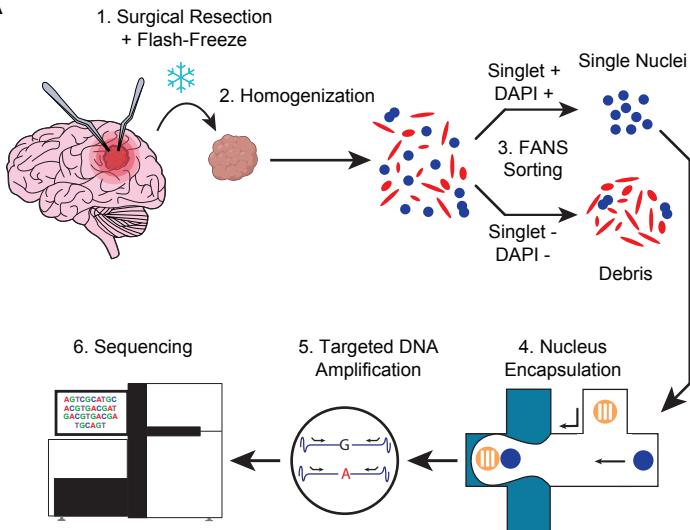 1. Surgical Resection
+ Flash-Freeze
2. Homogenization
Singlet +
DAPI +
Single Nuclei
3. FANS
Sorting
Singlet -
DAPI -
Debris
4. Nucleus
Encapsulation
5. Targeted DNA
Amplification
G
A
6. Sequencing
AGTCGCATGC
ACGTGACGAT
GACGTGACGA
TGCAGT